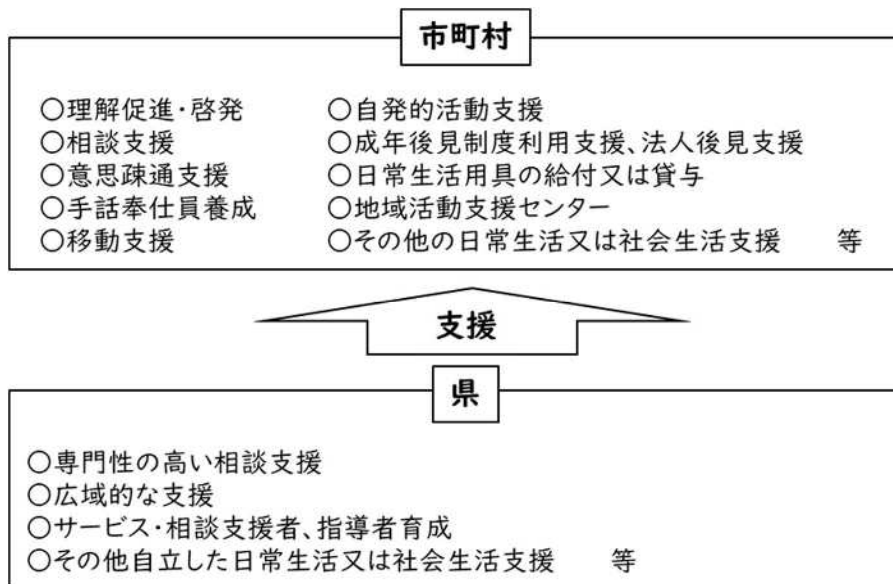 市町村
○理解促進・啓発 ○自発的活動支援
○相談支援 ○成年後見制度利用支援、法人後見支援
○意思疎通支援 ○日常生活用具の給付又は貸与
○手話奉仕員養成 ○地域活動支援センター
○移動支援 ○その他の日常生活又は社会生活支援 等
支援
県
○専門性の高い相談支援
○広域的な支援
○サービス・相談支援者、指導者育成
○その他自立した日常生活又は社会生活支援 等